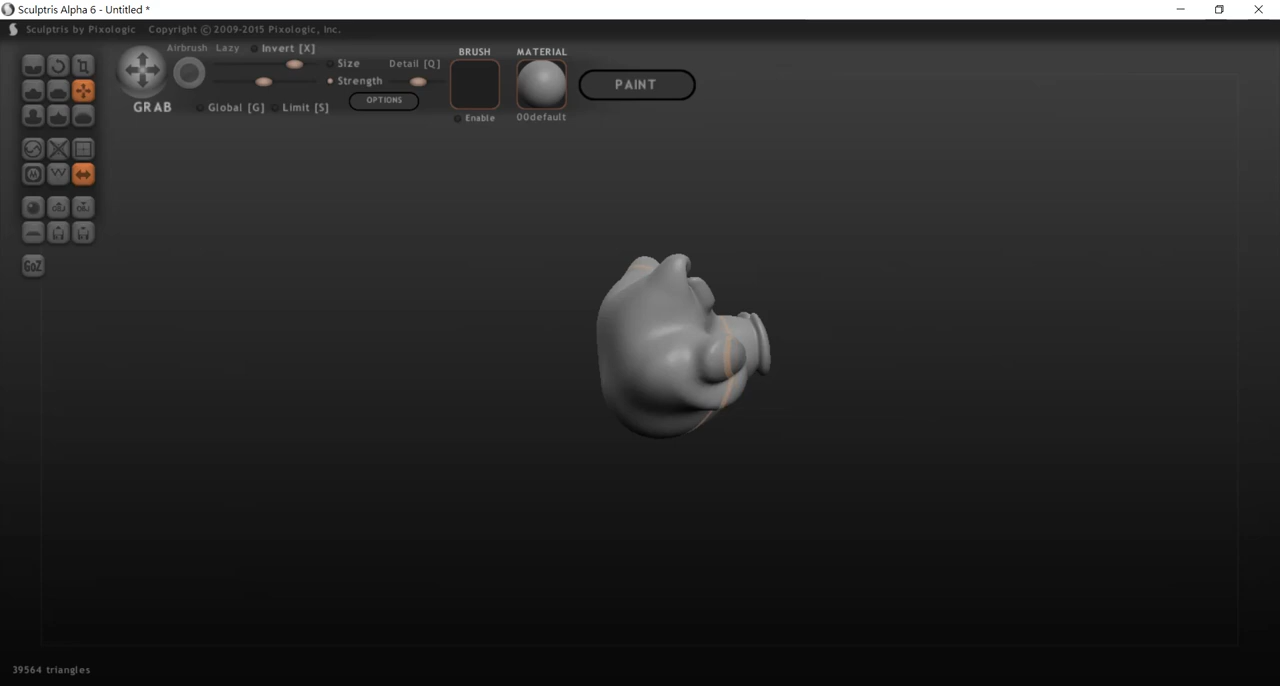 Sculptris Alpha 6 - Untitled *
Sculptris by Pixologic Copyright © 2009-2015 Pixologic, Inc.
Airbrush Lazy Invert [X]
Size Detail [Q]
Strength
GRAB Global [G] Limit [S] OPTIONS
BRUSH
Enable
MATERIAL
00default
PAINT
GoZ
39564 triangles